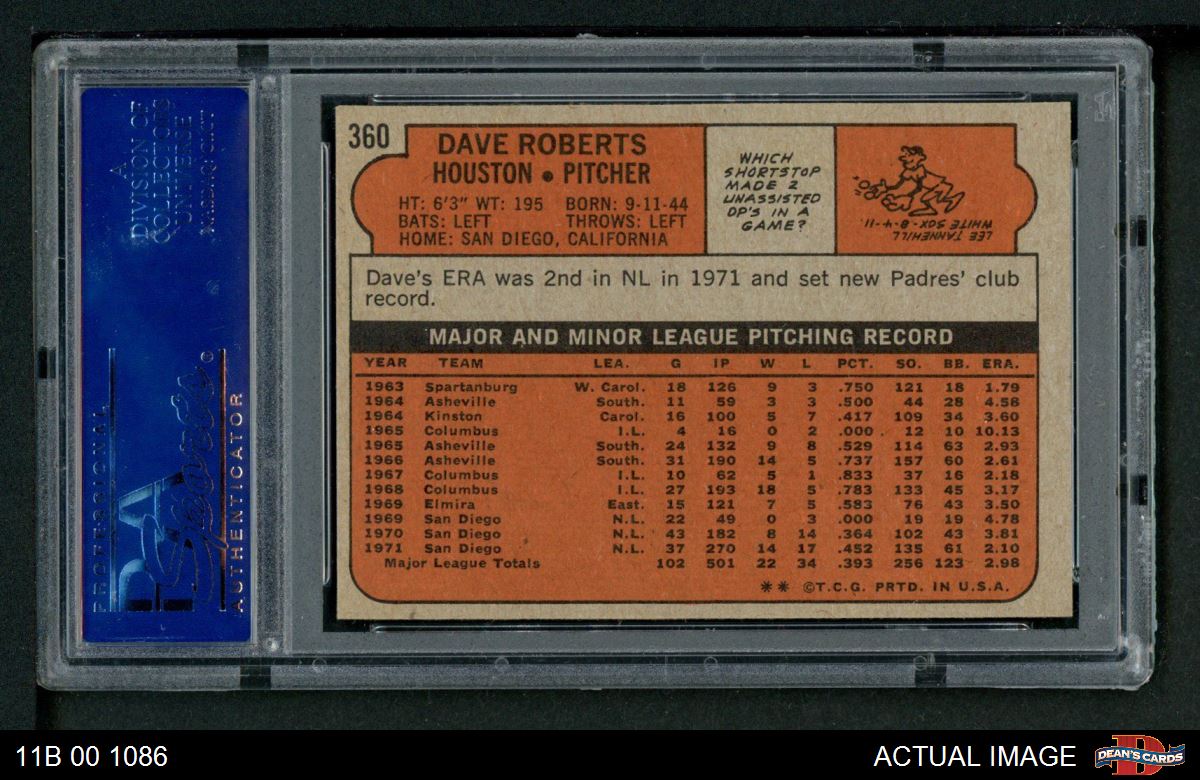 A
DIVISION OF
COLLECTORS
UNIVERSE
NASDAQ: CLCT
PROFESSIONAL
PSA
Sports
AUTHENTICATOR
360
DAVE ROBERTS
HOUSTON • PITCHER
HT: 6'3" WT: 195 BORN: 9-11-44
BATS: LEFT THROWS: LEFT
HOME: SAN DIEGO, CALIFORNIA
WHICH
SHORTSTOP
MADE 2
UNASSISTED
DP'S IN A
GAME?
LEE TANNEHILL
WHITE SOX-8-4-11.
Dave's ERA was 2nd in NL in 1971 and set new Padres' club
record.
MAJOR AND MINOR LEAGUE PITCHING RECORD
YEAR TEAM LEA. G IP W L PCT. SO. BB. ERA.
1963 Spartanburg W. Carol. 18 126 9 3 .750 121 18 1.79
1964 Asheville South. 11 59 3 3 .500 44 28 4.58
1964 Kinston Carol. 16 100 5 7 .417 109 34 3.60
1965 Columbus I.L. 4 16 0 2 .000 12 10 10.13
1965 Asheville South. 24 132 9 8 .529 114 63 2.93
1966 Asheville South. 31 190 14 5 .737 157 60 2.61
1967 Columbus I.L. 10 62 5 1 .833 37 16 2.18
1968 Columbus I.L. 27 193 18 5 .783 133 45 3.17
1969 Elmira East. 15 121 7 5 .583 76 43 3.50
1969 San Diego N.L. 22 49 0 3 .000 19 19 4.78
1970 San Diego N.L. 43 182 8 14 .364 102 43 3.81
1971 San Diego N.L. 37 270 14 17 .452 135 61 2.10
Major League Totals 102 501 22 34 .393 256 123 2.98
** ©T.C.G. PRTD. IN U.S.A.
11B 00 1086
ACTUAL IMAGE
DEAN'S CARDS